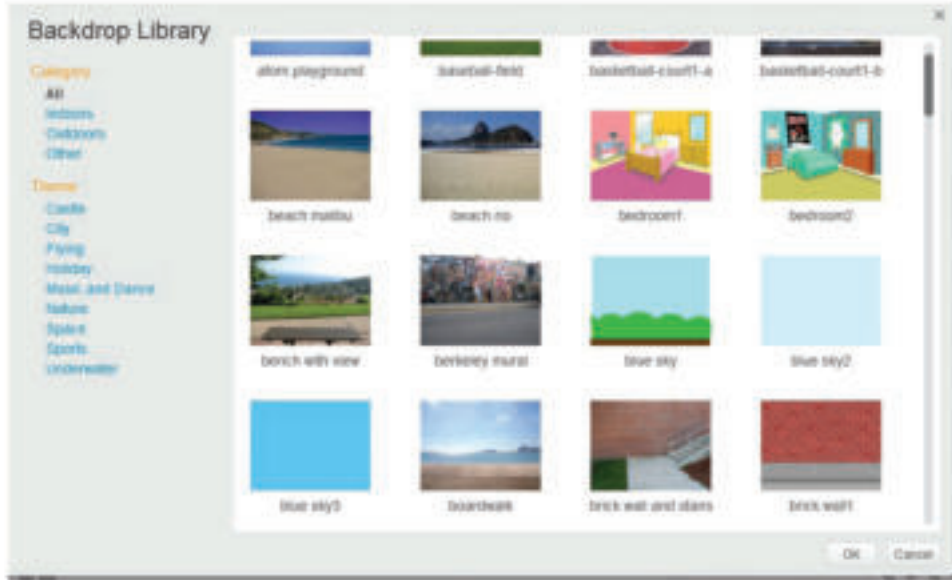 Backdrop Library
Category
All
Indoors
Outdoors
Other
Theme
Castle
City
Flying
Holiday
Music and Dance
Nature
Space
Sports
Underwater
atom playground
baseball-field
basketball-court1-a
basketball-court1-b
beach malibu
beach rio
bedroom1
bedroom2
bench with view
berkeley mural
blue sky
blue sky2
blue sky3
boardwalk
brick wall and stairs
brick wall1
OK
Cancel